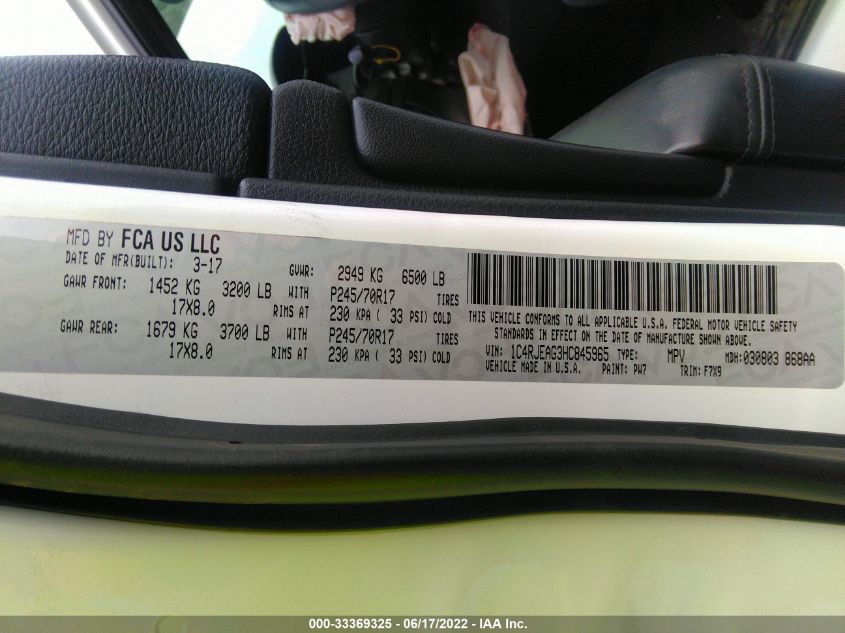 MFD BY FCA US LLC
DATE OF MFR(BUILT): 3-17 GVWR: 2949 KG 6500 LB
GAWR FRONT: 1452 KG 3200 LB WITH P245/70R17 TIRES
17X8.0 RIMS AT 230 KPA ( 33 PSI) COLD
GAWR REAR: 1679 KG 3700 LB WITH P245/70R17 TIRES
17X8.0 RIMS AT 230 KPA ( 33 PSI) COLD
THIS VEHICLE CONFORMS TO ALL APPLICABLE U.S.A. FEDERAL MOTOR VEHICLE SAFETY
STANDARDS IN EFFECT ON THE DATE OF MANUFACTURE SHOWN ABOVE.
VIN: 1C4RJEAG3HC845965 TYPE: MPV MDH: 030803 868AA
VEHICLE MADE IN U.S.A. PAINT: PW7 TRIM: F7X9
000-33369325 - 06/17/2022 - IAA Inc.